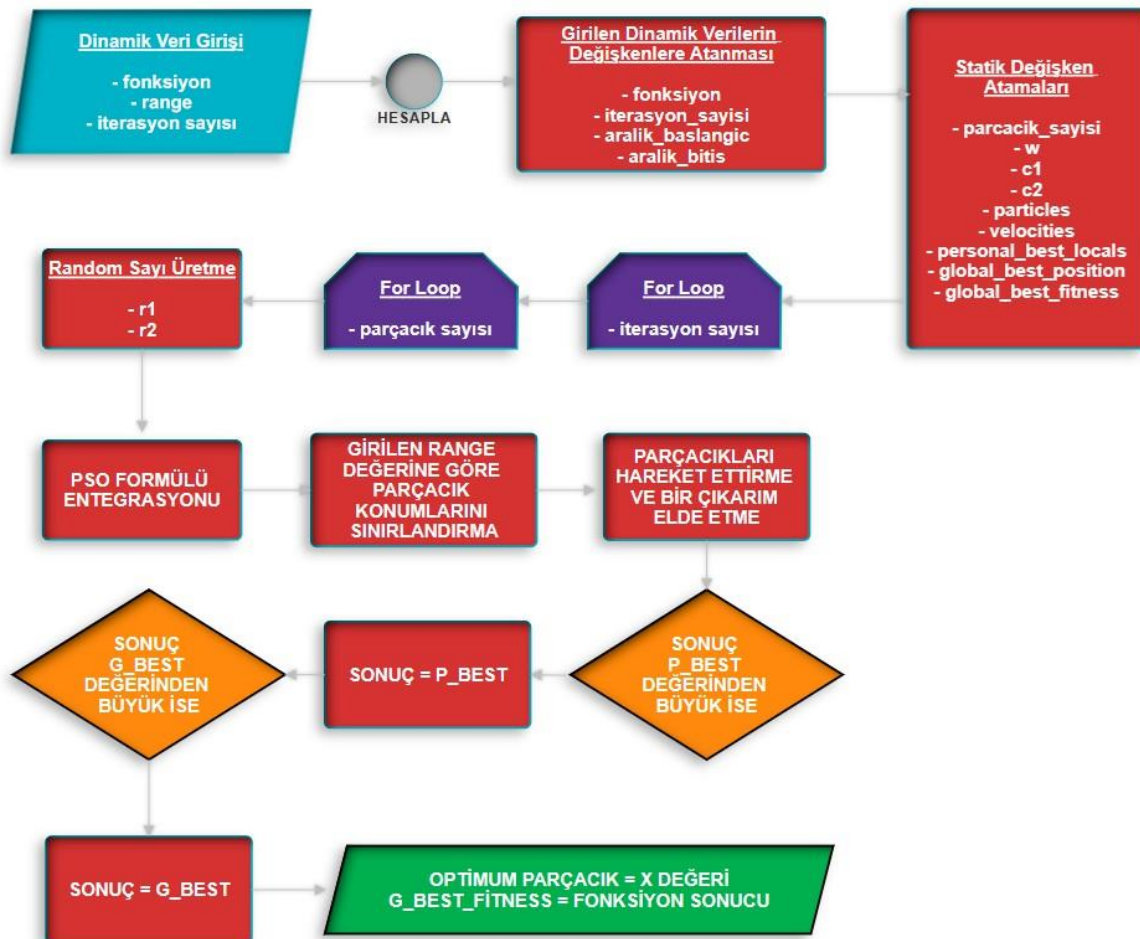 Dinamik Veri Girişi
- fonksiyon
- range
- iterasyon sayısı
HESAPLA
Girilen Dinamik Verilerin
Değişkenlere Atanması
- fonksiyon
- iterasyon_sayisi
- aralik_baslangic
- aralik_bitis
Statik Değişken
Atamaları
- parcacik_sayisi
- w
- c1
- c2
- particles
- velocities
- personal_best_locals
- global_best_position
- global_best_fitness
For Loop
- iterasyon sayısı
For Loop
- parçacık sayısı
Random Sayı Üretme
- r1
- r2
PSO FORMÜLÜ
ENTEGRASYONU
GİRİLEN RANGE
DEĞERİNE GÖRE
PARÇACIK
KONUMLARINI
SINIRLANDIRMA
PARÇACIKLARI
HAREKET ETTİRME
VE BİR ÇIKARIM
ELDE ETME
SONUÇ
P_BEST
DEĞERİNDEN
BÜYÜK İSE
SONUÇ = P_BEST
SONUÇ
G_BEST
DEĞERİNDEN
BÜYÜK İSE
SONUÇ = G_BEST
OPTİMUM PARÇACIK = X DEĞERİ
G_BEST_FİTNESS = FONKSİYON SONUCU